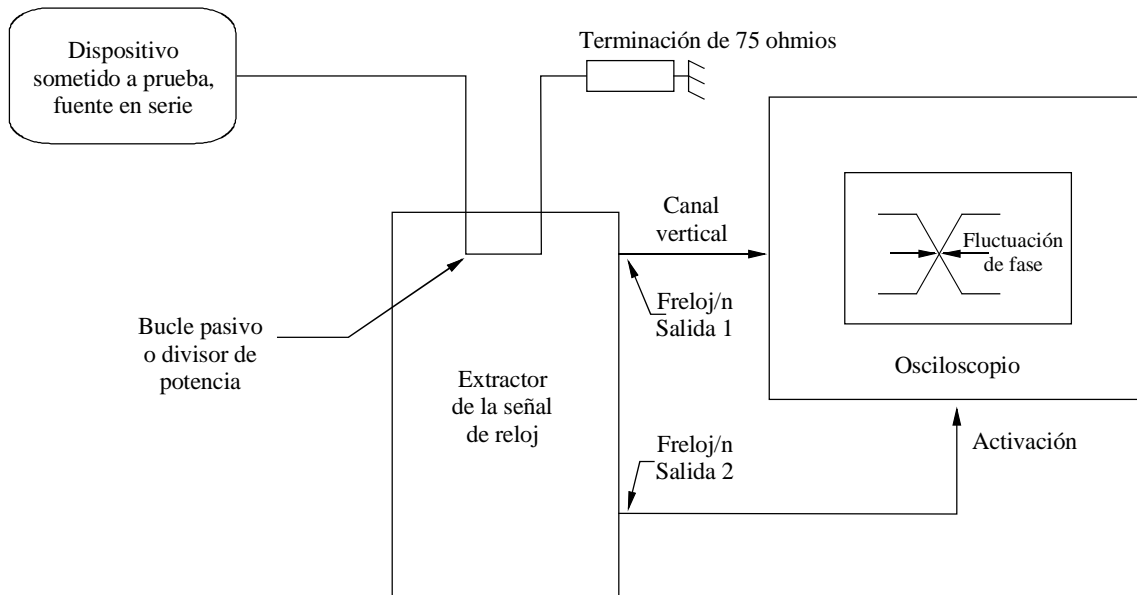 Dispositivo
sometido a prueba,
fuente en serie
Terminación de 75 ohmios
Canal
vertical
Fluctuación
de fase
Freloj/n
Salida 1
Bucle pasivo
o divisor de
potencia
Osciloscopio
Extractor
de la señal
de reloj
Freloj/n
Salida 2
Activación